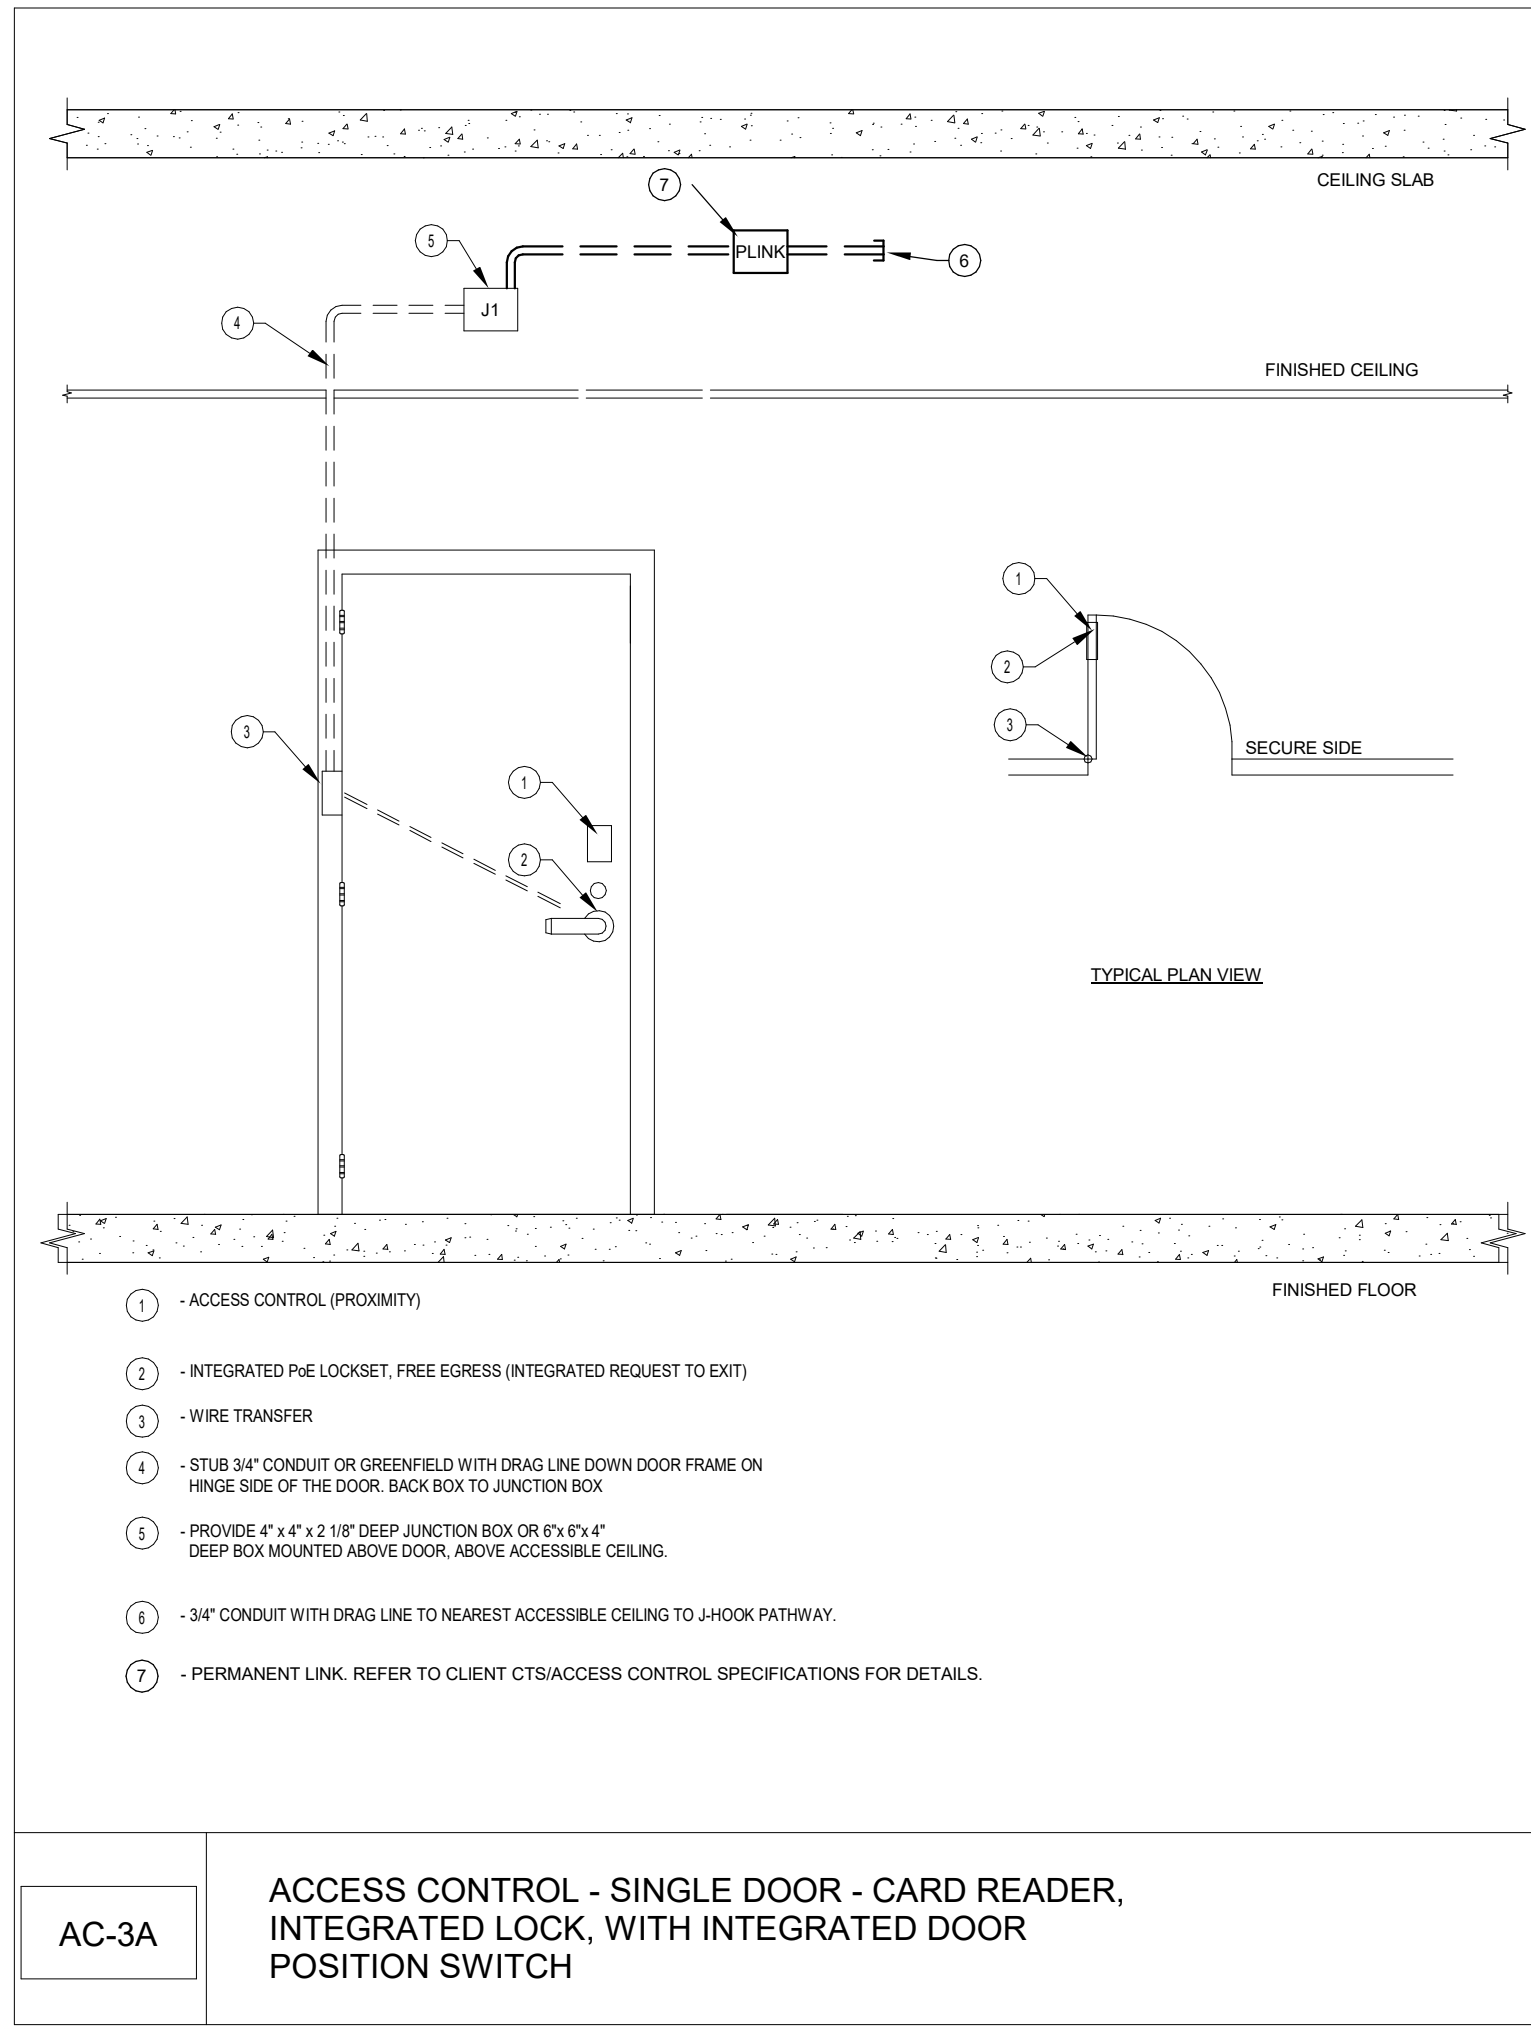 CEILING SLAB
7
5
PLINK
6
J1
4
FINISHED CEILING
1
2
3
3
SECURE SIDE
1
2
TYPICAL PLAN VIEW
FINISHED FLOOR
1 - ACCESS CONTROL (PROXIMITY)
2 - INTEGRATED PoE LOCKSET, FREE EGRESS (INTEGRATED REQUEST TO EXIT)
3 - WIRE TRANSFER
4 - STUB 3/4" CONDUIT OR GREENFIELD WITH DRAG LINE DOWN DOOR FRAME ON
HINGE SIDE OF THE DOOR. BACK BOX TO JUNCTION BOX
5 - PROVIDE 4" x 4" x 2 1/8" DEEP JUNCTION BOX OR 6"x 6"x 4"
DEEP BOX MOUNTED ABOVE DOOR, ABOVE ACCESSIBLE CEILING.
6 - 3/4" CONDUIT WITH DRAG LINE TO NEAREST ACCESSIBLE CEILING TO J-HOOK PATHWAY.
7 - PERMANENT LINK. REFER TO CLIENT CTS/ACCESS CONTROL SPECIFICATIONS FOR DETAILS.
AC-3A
ACCESS CONTROL - SINGLE DOOR - CARD READER,
INTEGRATED LOCK, WITH INTEGRATED DOOR
POSITION SWITCH